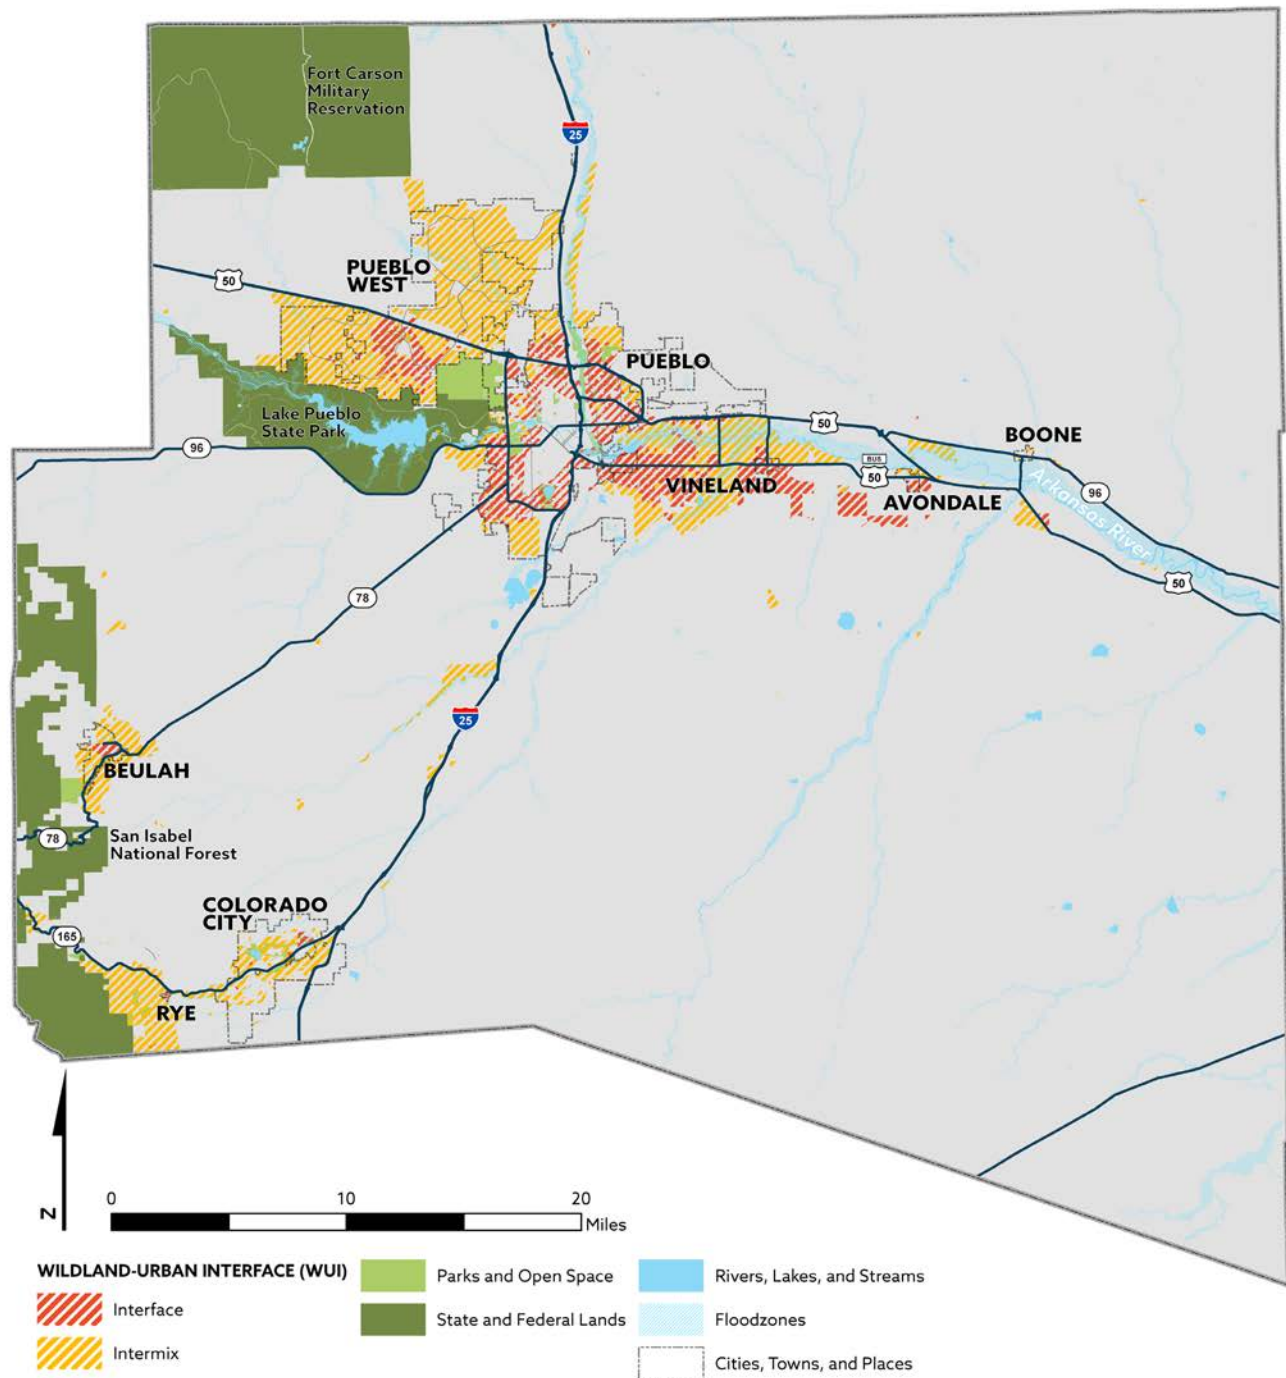 Fort Carson
Military
Reservation
25
PUEBLO
WEST
50
PUEBLO
Lake Pueblo
State Park
96
50
BOONE
BUS
50
VINELAND
AVONDALE
96
Arkansas River
50
78
25
BEULAH
78
San Isabel
National Forest
COLORADO
CITY
165
RYE
N
0 10 20
Miles
WILDLAND-URBAN INTERFACE (WUI)
Interface
Intermix
Parks and Open Space
State and Federal Lands
Rivers, Lakes, and Streams
Floodzones
Cities, Towns, and Places